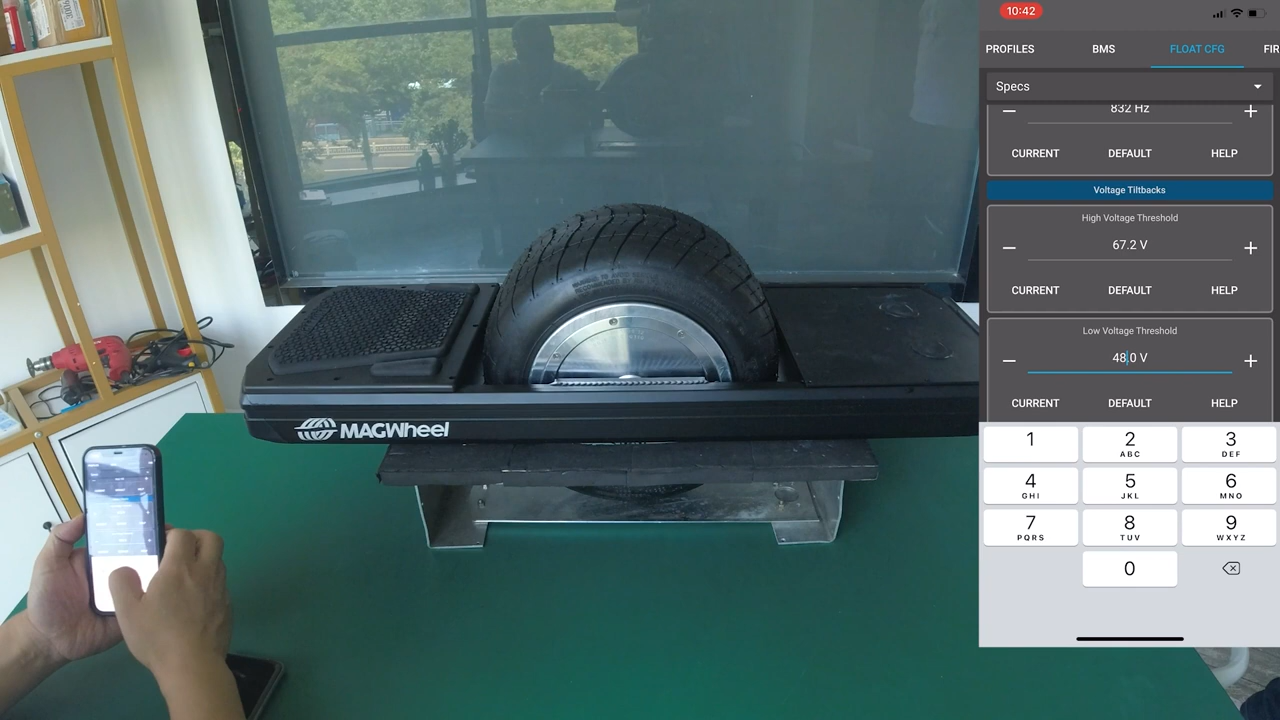 10:42
PROFILES BMS FLOAT CFG FIR
Specs
832 Hz
CURRENT DEFAULT HELP
Voltage Tiltbacks
High Voltage Threshold
67.2 V
CURRENT DEFAULT HELP
Low Voltage Threshold
48.0 V
CURRENT DEFAULT HELP
1 2 ABC 3 DEF
4 GHI 5 JKL 6 MNO
7 PQRS 8 TUV 9 WXYZ
0
MAGWheel